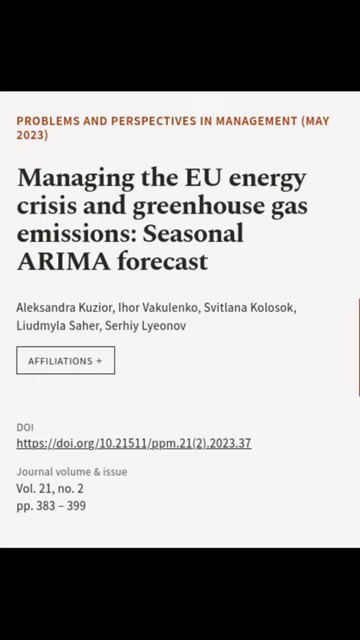 PROBLEMS AND PERSPECTIVES IN MANAGEMENT (MAY
2023)
Managing the EU energy
crisis and greenhouse gas
emissions: Seasonal
ARIMA forecast
Aleksandra Kuzior, Ihor Vakulenko, Svitlana Kolosok,
Liudmyla Saher, Serhiy Lyeonov
AFFILIATIONS +
DOI
https://doi.org/10.21511/ppm.21(2).2023.37
Journal volume & issue
Vol. 21, no. 2
pp. 383 – 399